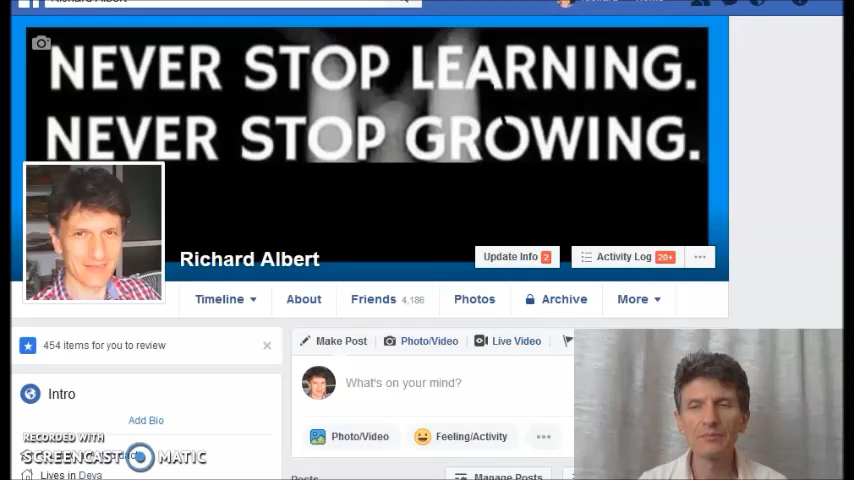 Richard Albert
NEVER STOP LEARNING.
NEVER STOP GROWING.
Richard Albert
Update Info 2
Activity Log 20+
Timeline
About
Friends 4,186
Photos
Archive
More
454 items for you to review
Make Post
Photo/Video
Live Video
Intro
What's on your mind?
Add Bio
Photo/Video
Feeling/Activity
RECORDED WITH
SCREENCAST MATIC
Lives in Deva
Posts
Manage Posts